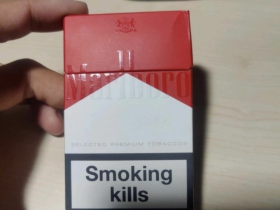 Marlboro
SELECTED PREMIUM TOBACCOS
Smoking
kills